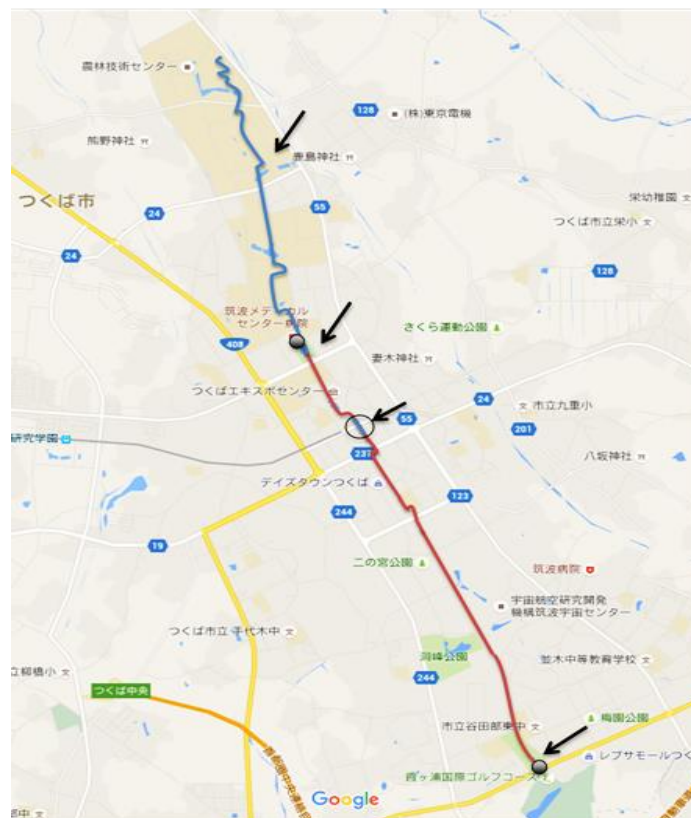 農林技術センター
128
(株)東京電機
熊野神社
鹿島神社
つくば市
栄幼稚園
24
55
つくば市立栄小
24
128
筑波メディカル
センター病院
さくら運動公園
408
妻木神社
つくばエキスポセンター
24
55
市立九重小
研究学園
237
201
八坂神社
デイズタウンつくば
123
244
19
二の宮公園
筑波病院
宇宙航空研究開発
機構筑波宇宙センター
つくば市立千代木中
洞峰公園
並木中等教育学校
立柳橋小
244
つくば中央
梅園公園
市立谷田部東中
レプサモールつく
霞ヶ浦国際ゴルフコース
Google